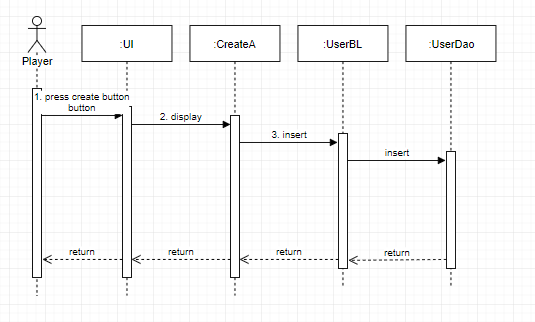 :UI
:CreateA
:UserBL
:UserDao
Player
1. press create button
button
2. display
3. insert
insert
return
return
return
return